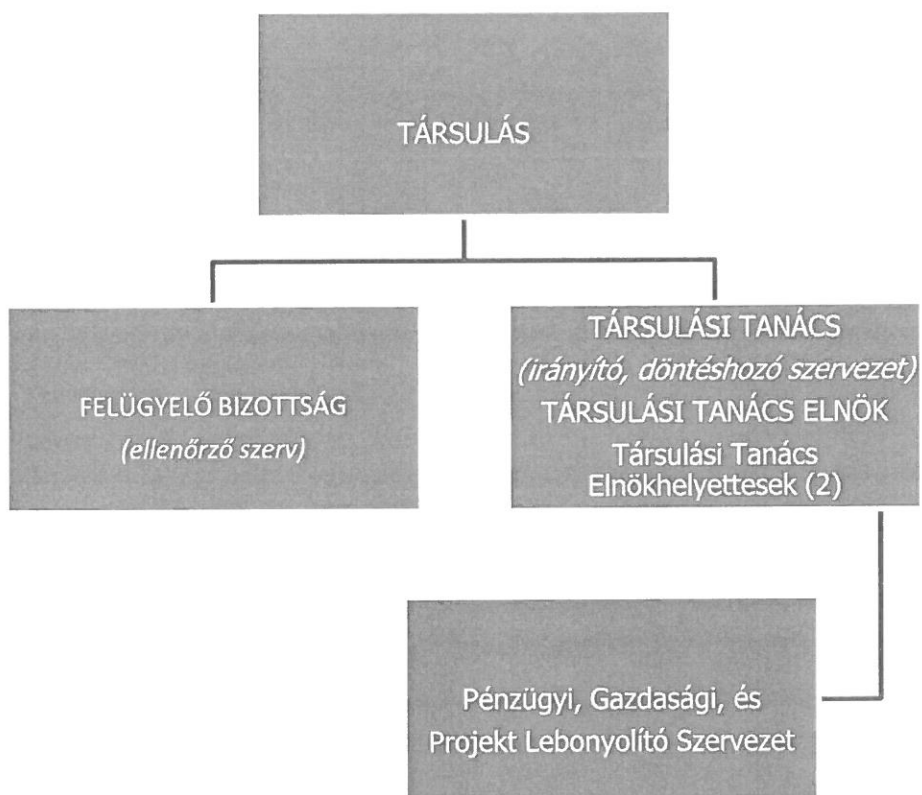 TÁRSULÁS
FELÜGYELŐ BIZOTTSÁG
(ellenőrző szerv)
TÁRSULÁSI TANÁCS
(irányító, döntéshozó szervezet)
TÁRSULÁSI TANÁCS ELNÖK
Társulási Tanács
Elnökhelyettesek (2)
Pénzügyi, Gazdasági, és
Projekt Lebonyolító Szervezet